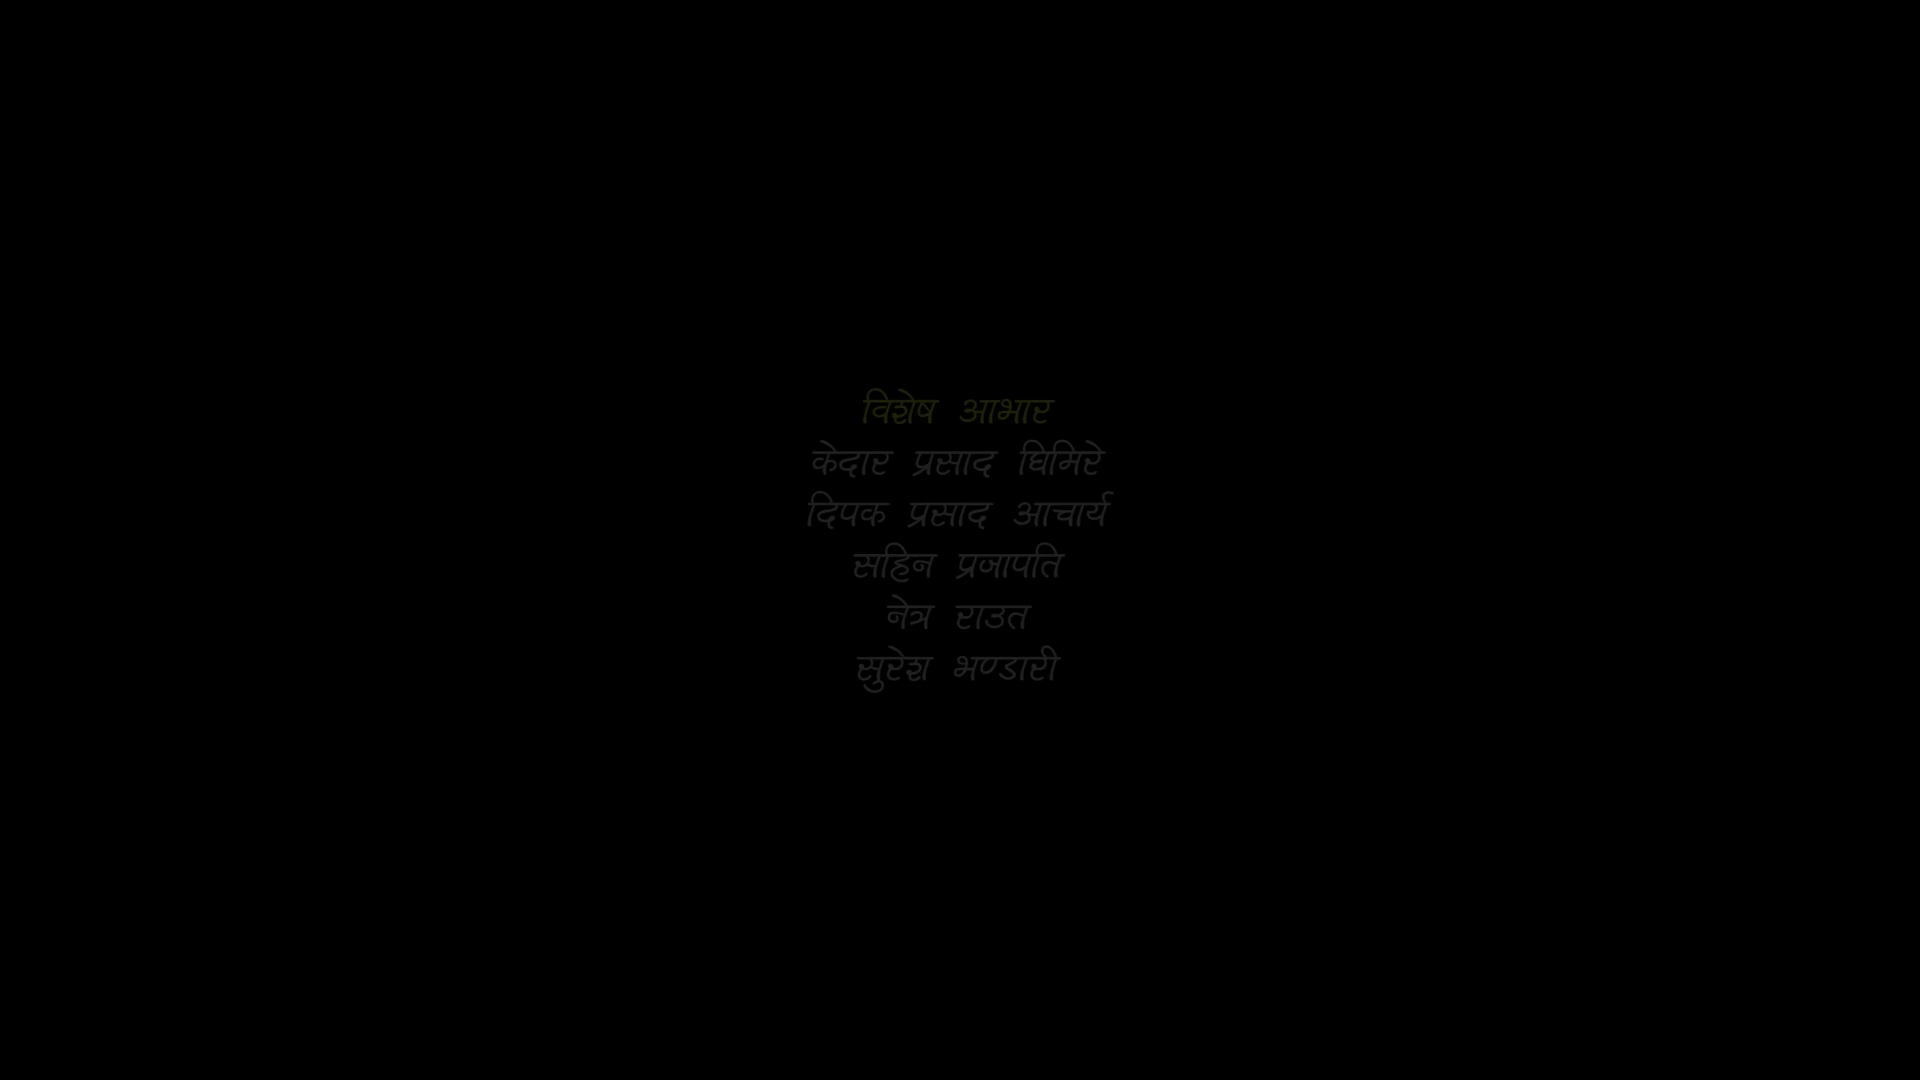 विशेष आभार
केदार प्रसाद घिमिरे
दिपक प्रसाद आचार्य
सहिन प्रजापति
नेत्र राउत
सुरेश भण्डारी